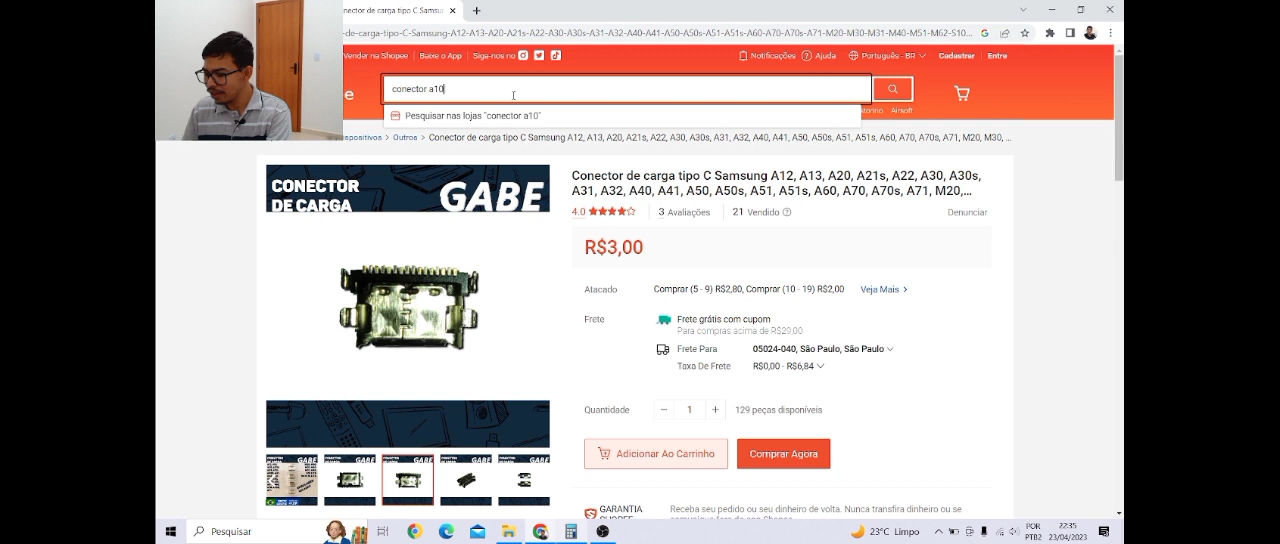 onector de carga tipo C Samsu
-de-carga-tipo-C-Samsung-A12-A13-A20-A21s-A22-A30-A30s-A31-A32-A40-A41-A50-A50s-A51-A51s-A60-A70-A70s-A71-M20-M30-M31-M40-M51-M62-S10...
Vender na Shopee Baixe o App Siga-nos no
Notificações Ajuda Português - BR Cadastrar Entre
conector a10
Pesquisar nas lojas "conector a10"
Airsoft
spositivos > Outros > Conector de carga tipo C Samsung A12, A13, A20, A21s, A22, A30, A30s, A31, A32, A40, A41, A50, A50s, A51, A51s, A60, A70, A70s, A71, M20, M30, ...
CONECTOR
DE CARGA
GABE
Conector de carga tipo C Samsung A12, A13, A20, A21s, A22, A30, A30s,
A31, A32, A40, A41, A50, A50s, A51, A51s, A60, A70, A70s, A71, M20,...
4.0 3 Avaliações 21 Vendido
Denunciar
R$3,00
Atacado Comprar (5 - 9) R$2,80, Comprar (10 - 19) R$2,00 Veja Mais
Frete Frete grátis com cupom
Para compras acima de R$29,00
Frete Para 05024-040, São Paulo, São Paulo
Taxa De Frete R$0,00 - R$6,84
Quantidade 1 129 peças disponíveis
Adicionar Ao Carrinho Comprar Agora
GABE GABE GABE GABE GABE
GARANTIA Receba seu pedido ou seu dinheiro de volta. Nunca transfira dinheiro ou se
Pesquisar
23°C Limpo
POR
PTB2
22:35
23/04/2023